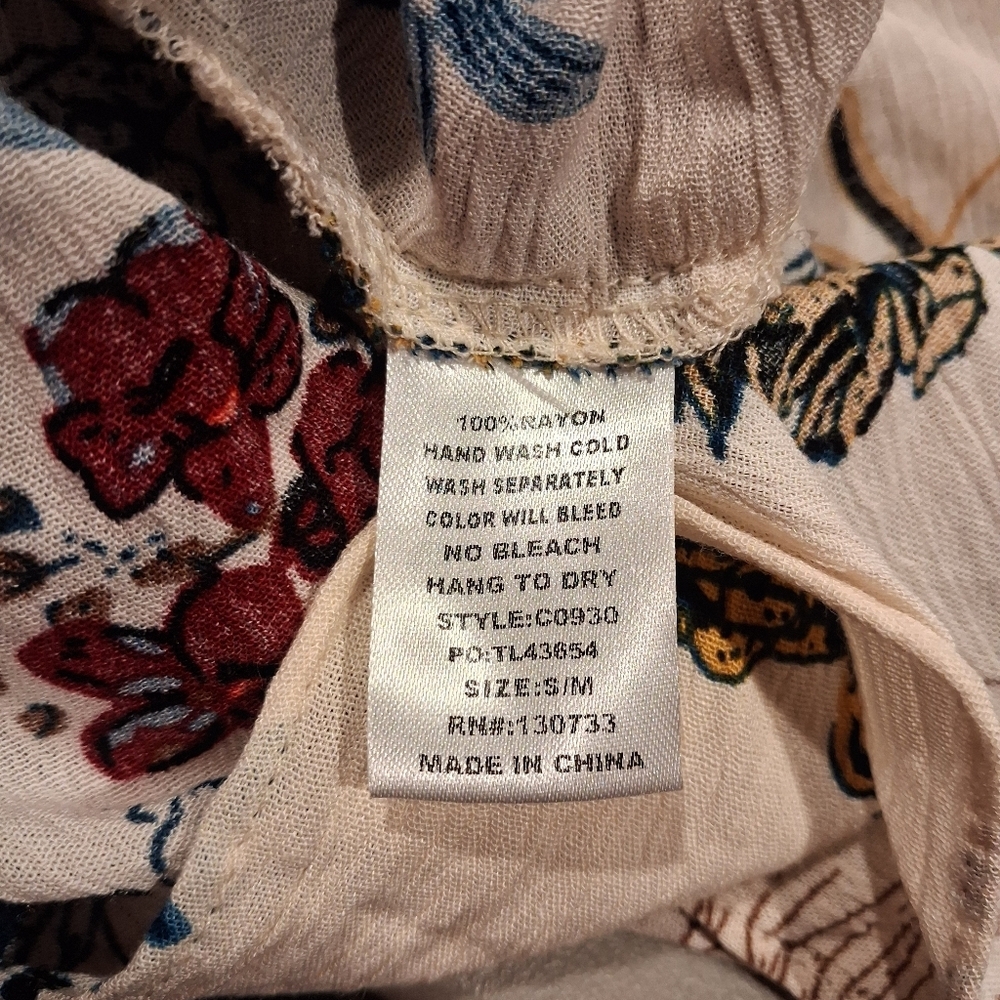 100%RAYON
HAND WASH COLD
WASH SEPARATELY
COLOR WILL BLEED
NO BLEACH
HANG TO DRY
STYLE:C0930
PO:TL43654
SIZE:S/M
RN#:130733
MADE IN CHINA